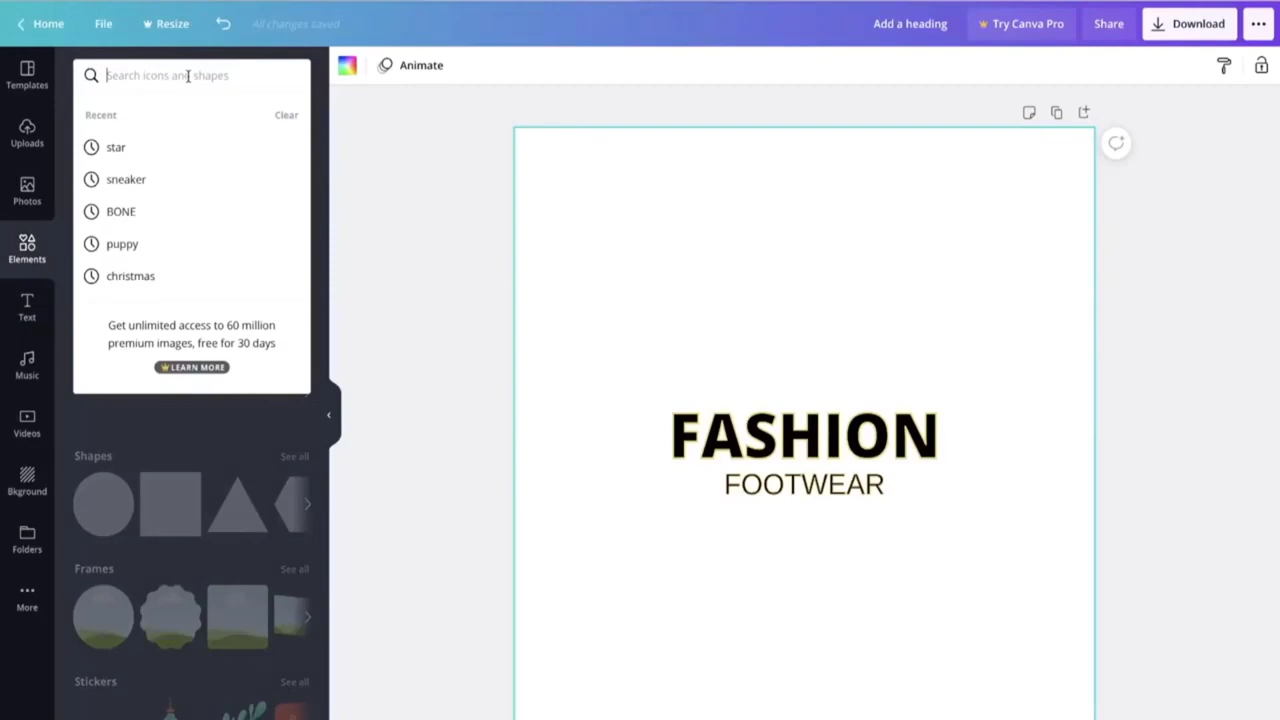 Home File Resize All changes saved Add a heading Try Canva Pro Share Download
Templates
Uploads
Photos
Elements
Text
Music
Videos
Bkground
Folders
More
Search icons and shapes
Recent Clear
star
sneaker
BONE
puppy
christmas
Get unlimited access to 60 million
premium images, free for 30 days
LEARN MORE
Shapes See all
Frames See all
Stickers See all
Animate
FASHION
FOOTWEAR